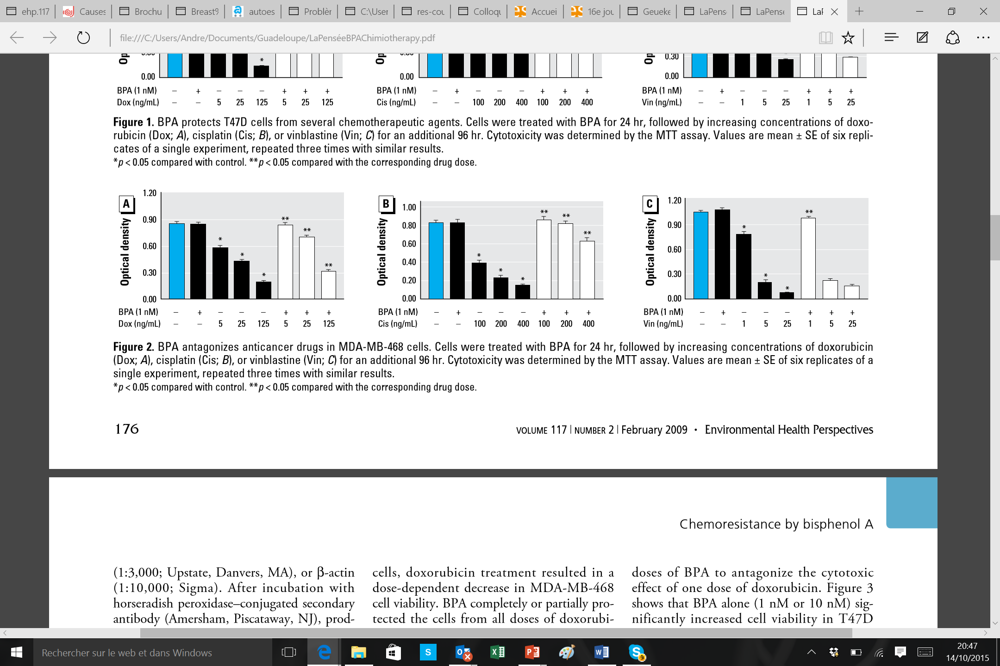 ehp.117 Causes Brochu Breast% autoes Problèr C:\User res-cou Colloqu Accuei 16e jou Geueke LaPens LaPense LaF
file:///C:/Users/Andre/Documents/Guadeloupe/LaPenséeBPAChimiotherapy.pdf
0.00
BPA (1 nM) – + – – – + + +
Dox (ng/mL) – – 5 25 125 5 25 125
*
0.00
BPA (1 nM) – + – – – + + +
Cis (ng/mL) – – 100 200 400 100 200 400
0.30
0.00
BPA (1 nM) – + – – – + + +
Vin (ng/mL) – – 1 5 25 1 5 25
Figure 1. BPA protects T47D cells from several chemotherapeutic agents. Cells were treated with BPA for 24 hr, followed by increasing concentrations of doxo-
rubicin (Dox; A), cisplatin (Cis; B), or vinblastine (Vin; C) for an additional 96 hr. Cytotoxicity was determined by the MTT assay. Values are mean ± SE of six repli-
cates of a single experiment, repeated three times with similar results.
*p < 0.05 compared with control. **p < 0.05 compared with the corresponding drug dose.
A
Optical density
1.20
0.90
0.60
0.30
0.00
* * * ** ** **
BPA (1 nM) – + – – – + + +
Dox (ng/mL) – – 5 25 125 5 25 125
B
Optical density
1.00
0.80
0.60
0.40
0.20
0.00
* * * ** ** **
BPA (1 nM) – + – – – + + +
Cis (ng/mL) – – 100 200 400 100 200 400
C
Optical density
1.20
0.90
0.60
0.30
0.00
* * * **
BPA (1 nM) – + – – – + + +
Vin (ng/mL) – – 1 5 25 1 5 25
Figure 2. BPA antagonizes anticancer drugs in MDA-MB-468 cells. Cells were treated with BPA for 24 hr, followed by increasing concentrations of doxorubicin
(Dox; A), cisplatin (Cis; B), or vinblastine (Vin; C) for an additional 96 hr. Cytotoxicity was determined by the MTT assay. Values are mean ± SE of six replicates of a
single experiment, repeated three times with similar results.
*p < 0.05 compared with control. **p < 0.05 compared with the corresponding drug dose.
176
VOLUME 117 | NUMBER 2 | February 2009 • Environmental Health Perspectives
Chemoresistance by bisphenol A
(1:3,000; Upstate, Danvers, MA), or β-actin
(1:10,000; Sigma). After incubation with
horseradish peroxidase–conjugated secondary
antibody (Amersham, Piscataway, NJ), prod-
cells, doxorubicin treatment resulted in a
dose-dependent decrease in MDA-MB-468
cell viability. BPA completely or partially pro-
tected the cells from all doses of doxorubi-
doses of BPA to antagonize the cytotoxic
effect of one dose of doxorubicin. Figure 3
shows that BPA alone (1 nM or 10 nM) sig-
nificantly increased cell viability in T47D
Rechercher sur le web et dans Windows
20:47
14/10/2015